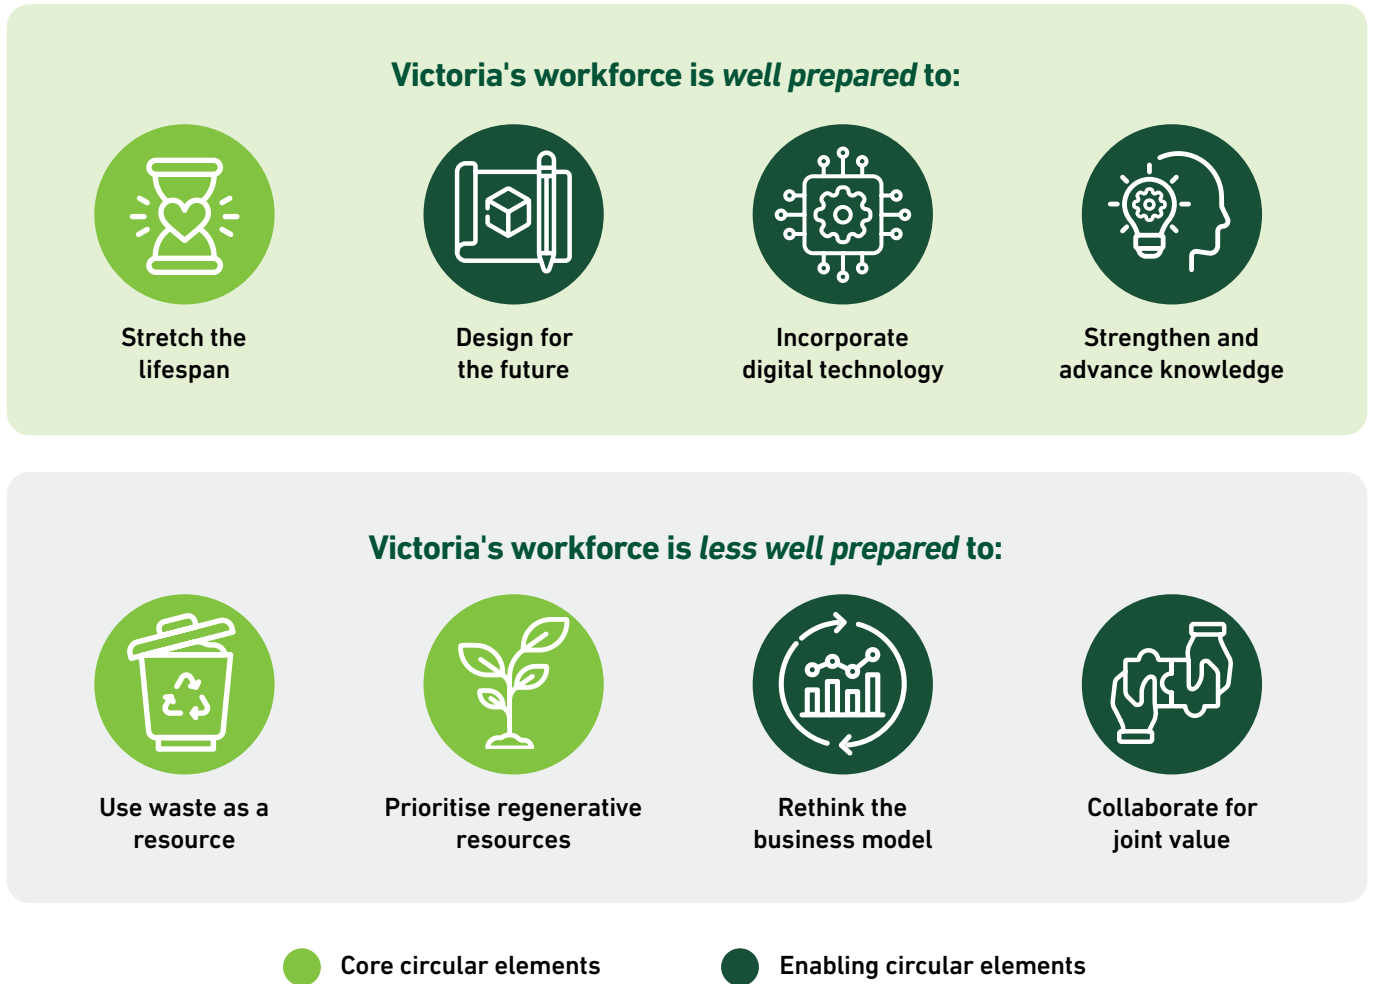 Victoria's workforce is well prepared to:
Stretch the
lifespan
Design for
the future
Incorporate
digital technology
Strengthen and
advance knowledge
Victoria's workforce is less well prepared to:
Use waste as a
resource
Prioritise regenerative
resources
Rethink the
business model
Collaborate for
joint value
Core circular elements
Enabling circular elements